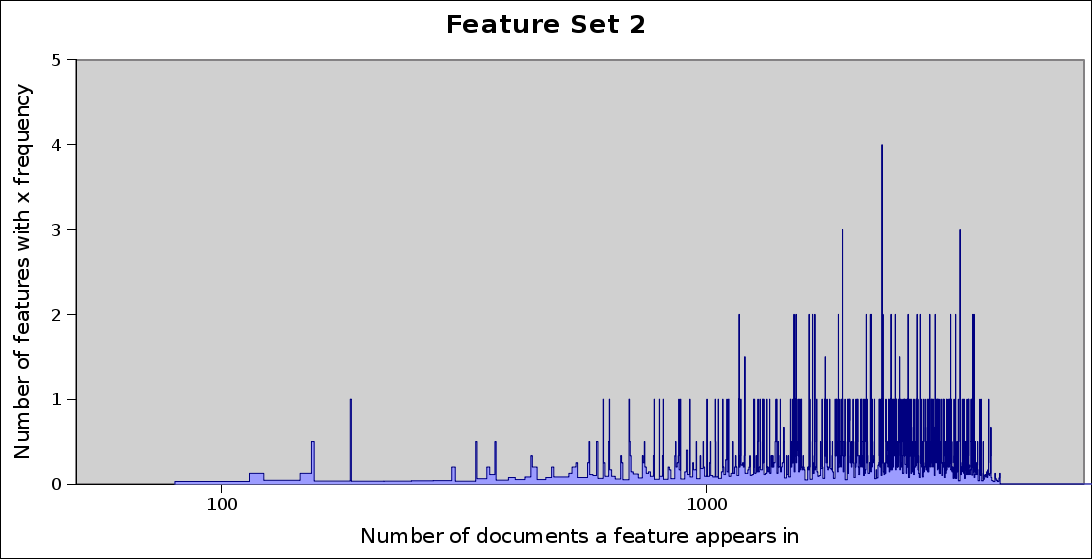 Feature Set 2
5
4
3
2
1
0
Number of features with x frequency
100
1000
Number of documents a feature appears in